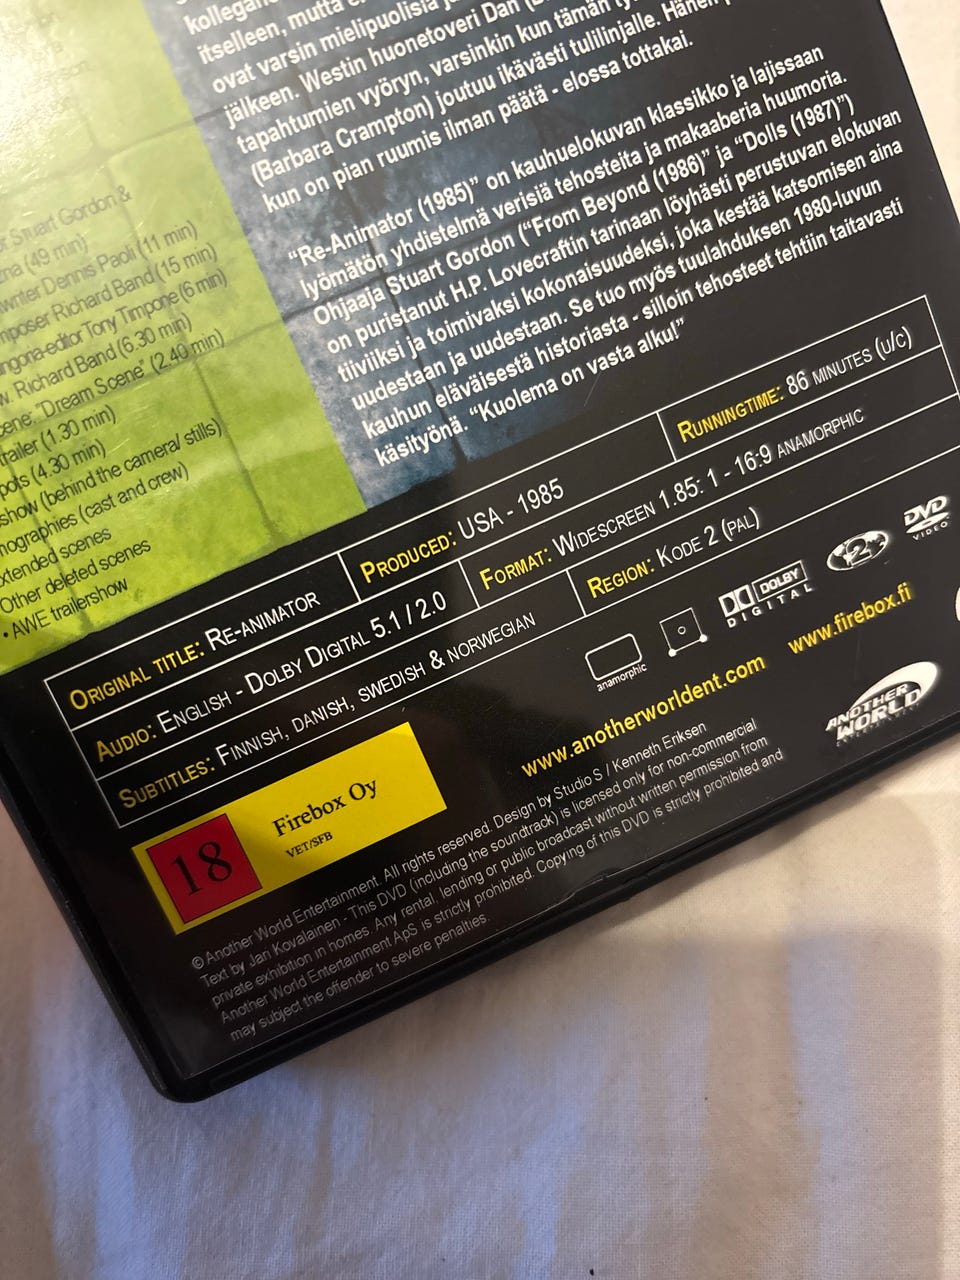 kollegansa
itselleen, mutta
ovat varsin mielipuolisia
jälkeen. Westin huonetoveri Dan
tapahtumien vyöryn, varsinkin kun tämän
(Barbara Crampton) joutuu ikävästi tulilinjalle. Hänen
kun on pian ruumis ilman päätä - elossa tottakai.
"Re-Animator (1985)" on kauhuelokuvan klassikko ja lajissaan
lyömätön yhdistelmä verisiä tehosteita ja makaaberia huumoria.
Ohjaaja Stuart Gordon ("From Beyond (1986)" ja "Dolls (1987)")
on puristanut H.P. Lovecraftin tarinaan löyhästi perustuvan elokuvan
tiiviiksi ja toimivaksi kokonaisuudeksi, joka kestää katsomisen aina
uudestaan ja uudestaan. Se tuo myös tuulahduksen 1980-luvun
kauhun eläväisestä historiasta - silloin tehosteet tehtiin taitavasti
käsityönä. "Kuolema on vasta alku!"
Stuart Gordon &
(49 min)
writer Dennis Paoli (11 min)
mposer Richard Band (15 min)
ngoria-editor Tony Timpone (6 min)
w. Richard Band (6.30 min)
cene: "Dream Scene" (2.40 min)
railer (1.30 min)
pots (4.30 min)
show (behind the camera/ stills)
nographies (cast and crew)
xtended scenes
Other deleted scenes
• AWE trailershow
ORIGINAL TITLE: RE-ANIMATOR
PRODUCED: USA - 1985
RUNNINGTIME: 86 MINUTES (U/C)
AUDIO: ENGLISH - DOLBY DIGITAL 5.1 / 2.0
FORMAT: WIDESCREEN 1.85: 1 - 16:9 ANAMORPHIC
SUBTITLES: FINNISH, DANISH, SWEDISH & NORWEGIAN
REGION: KODE 2 (PAL)
anamorphic
DOLBY
DIGITAL
2
DVD
VIDEO
www.anotherworldent.com
www.firebox.fi
ANOTHER
WORLD
ENTERTAINMENT
18
Firebox Oy
VET/SFB
© Another World Entertainment. All rights reserved. Design by Studio S / Kenneth Eriksen
Text by Jan Kovalainen - This DVD (including the soundtrack) is licensed only for non-commercial
private exhibition in homes. Any rental, lending or public broadcast without written permission from
Another World Entertainment ApS is strictly prohibited. Copying of this DVD is strictly prohibited and
may subject the offender to severe penalties.